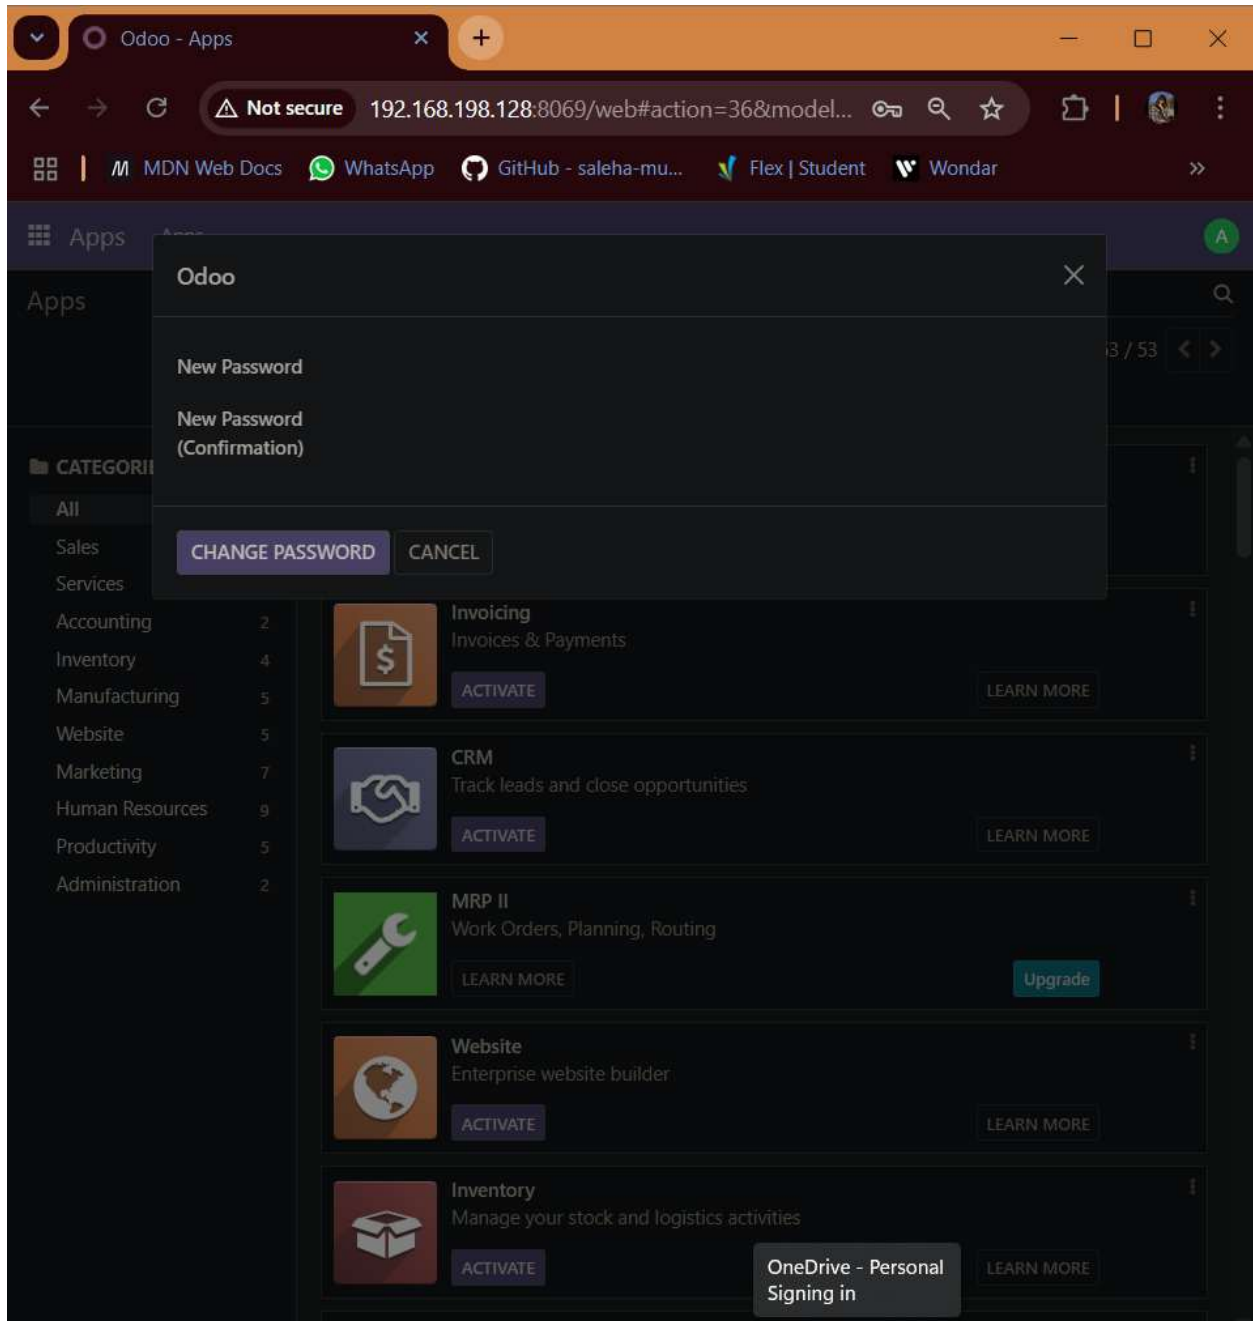 Odoo - Apps
Not secure 192.168.198.128:8069/web#action=36&model...
MDN Web Docs WhatsApp GitHub - saleha-mu... Flex | Student Wondar »
Apps Apps A
Odoo
Apps
3 / 53
New Password
New Password
(Confirmation)
CHANGE PASSWORD CANCEL
CATEGORIE
All
Sales
Services
Accounting 2
Inventory 4
Manufacturing 5
Website 5
Marketing 7
Human Resources 9
Productivity 5
Administration 2
Invoicing
Invoices & Payments
ACTIVATE LEARN MORE
CRM
Track leads and close opportunities
ACTIVATE LEARN MORE
MRP II
Work Orders, Planning, Routing
LEARN MORE Upgrade
Website
Enterprise website builder
ACTIVATE LEARN MORE
Inventory
Manage your stock and logistics activities
ACTIVATE LEARN MORE
OneDrive - Personal
Signing in